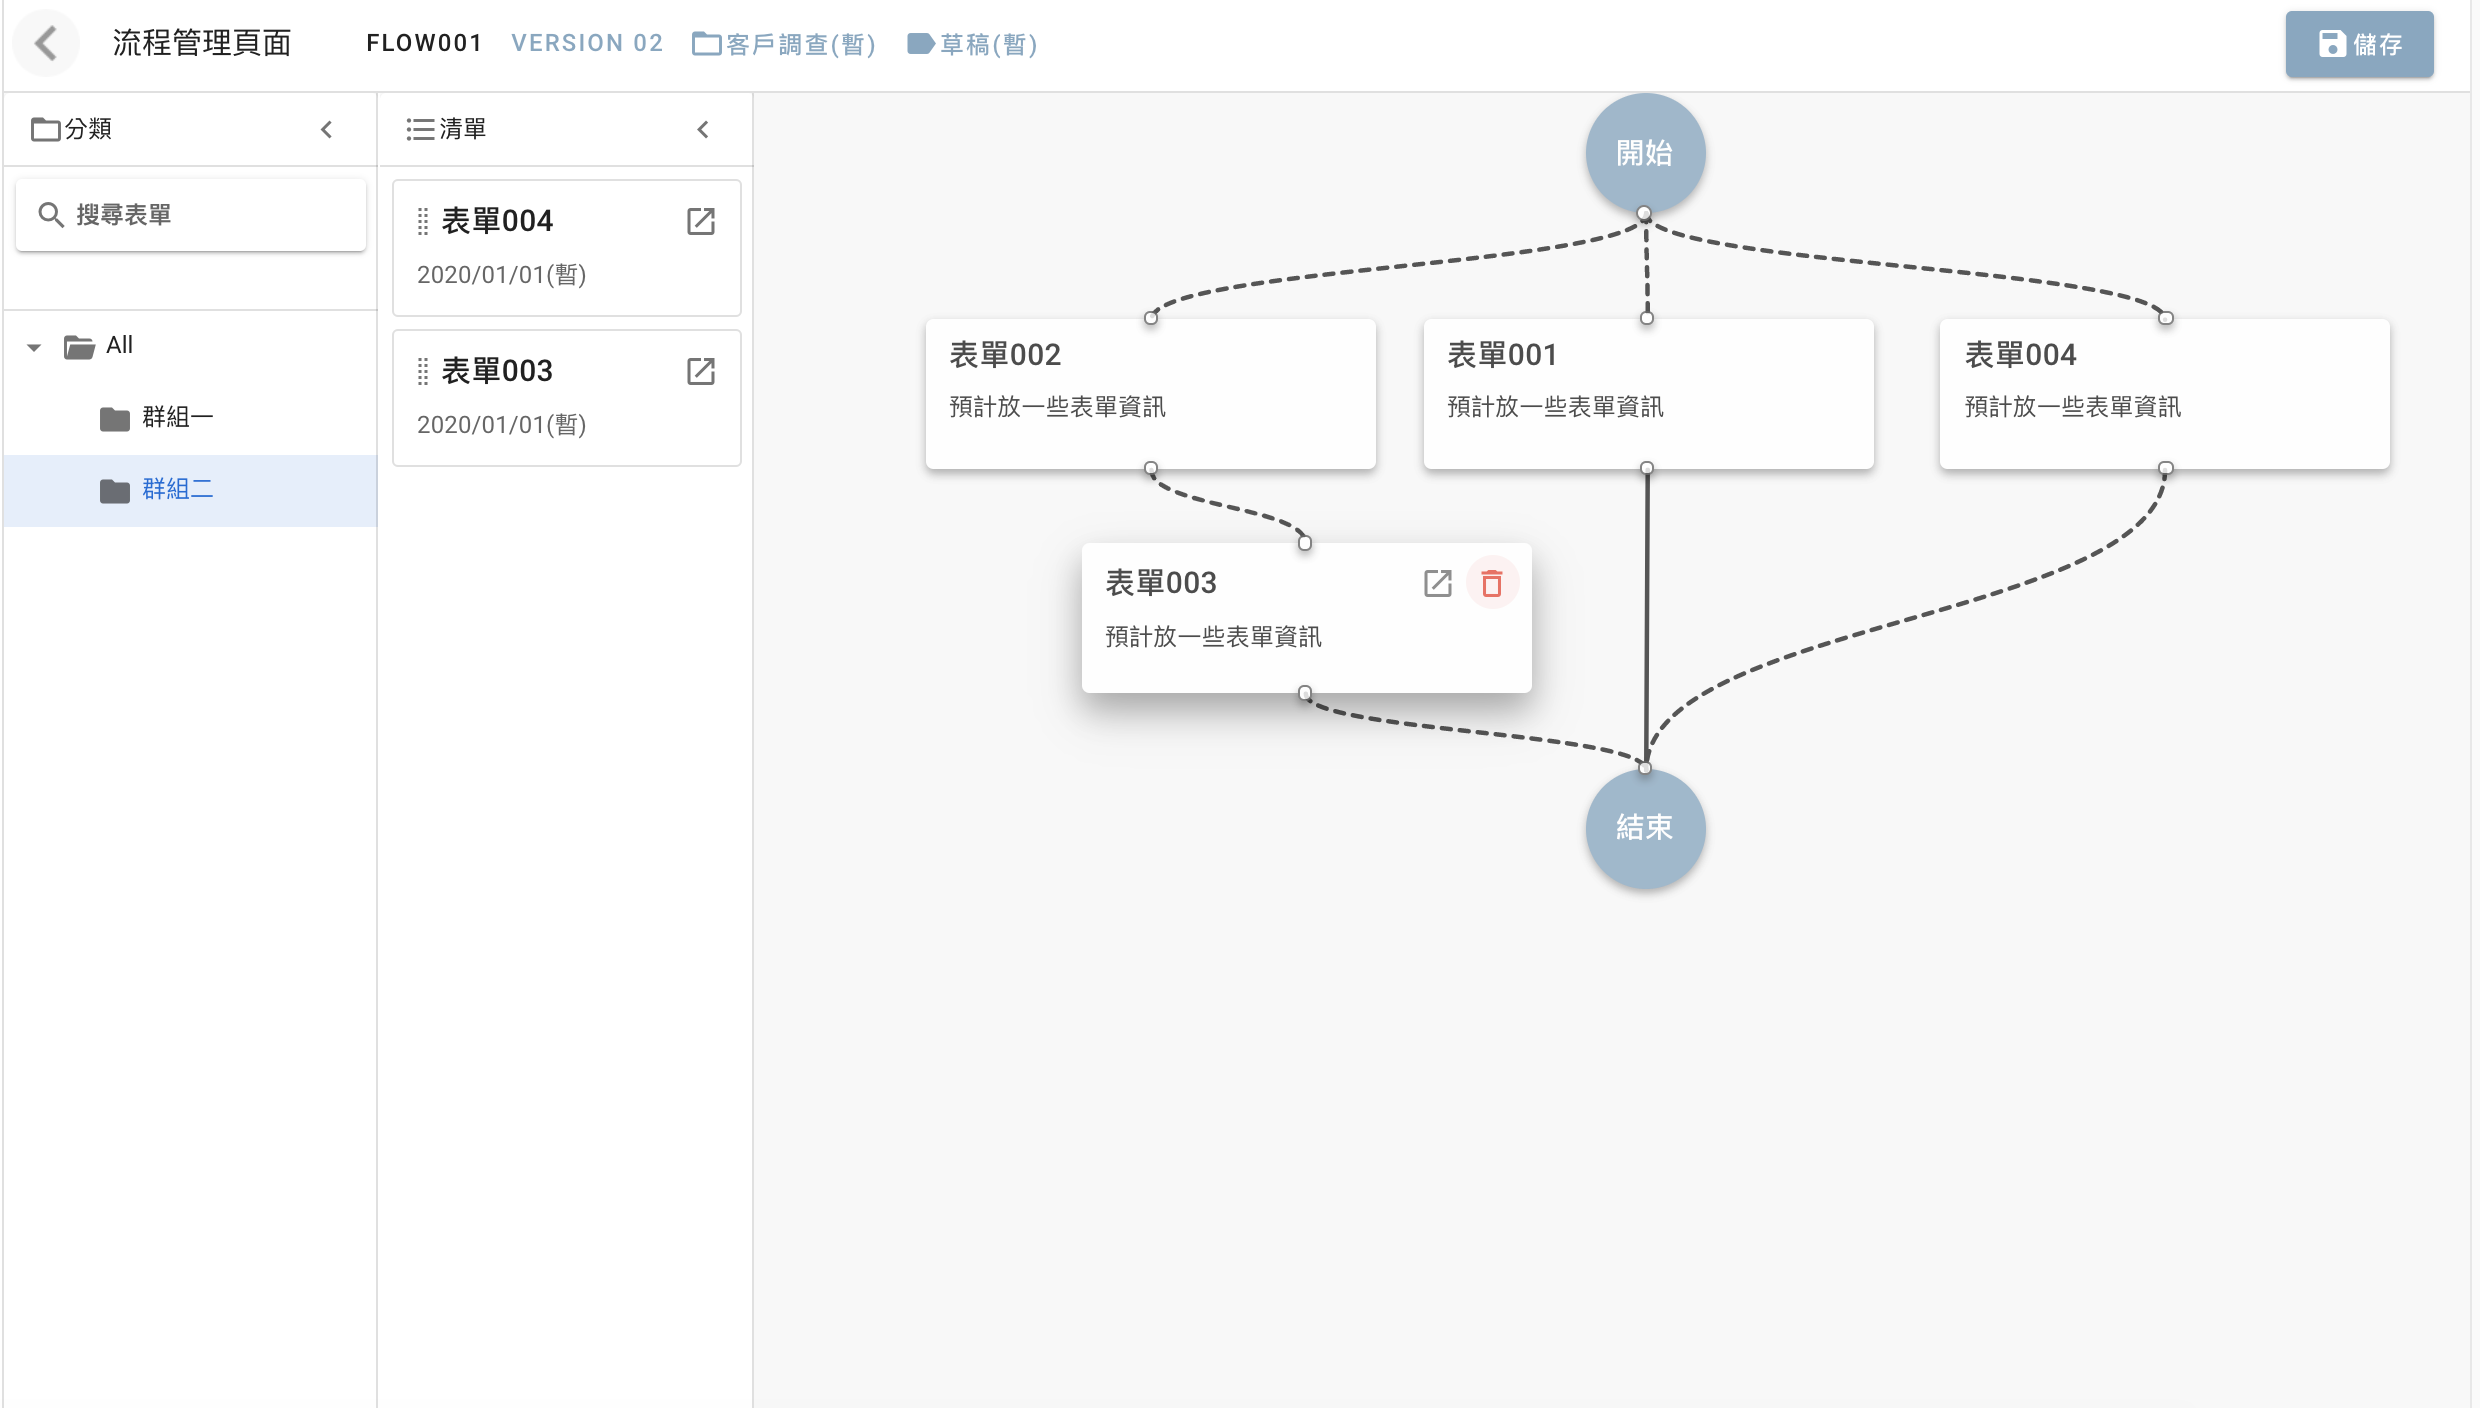 流程管理頁面 FLOW001 VERSION 02 客戶調查(暫) 草稿(暫) 儲存
分類
搜尋表單
All
群組一
群組二
清單
表單004
2020/01/01(暫)
表單003
2020/01/01(暫)
開始
表單002
預計放一些表單資訊
表單001
預計放一些表單資訊
表單004
預計放一些表單資訊
表單003
預計放一些表單資訊
結束